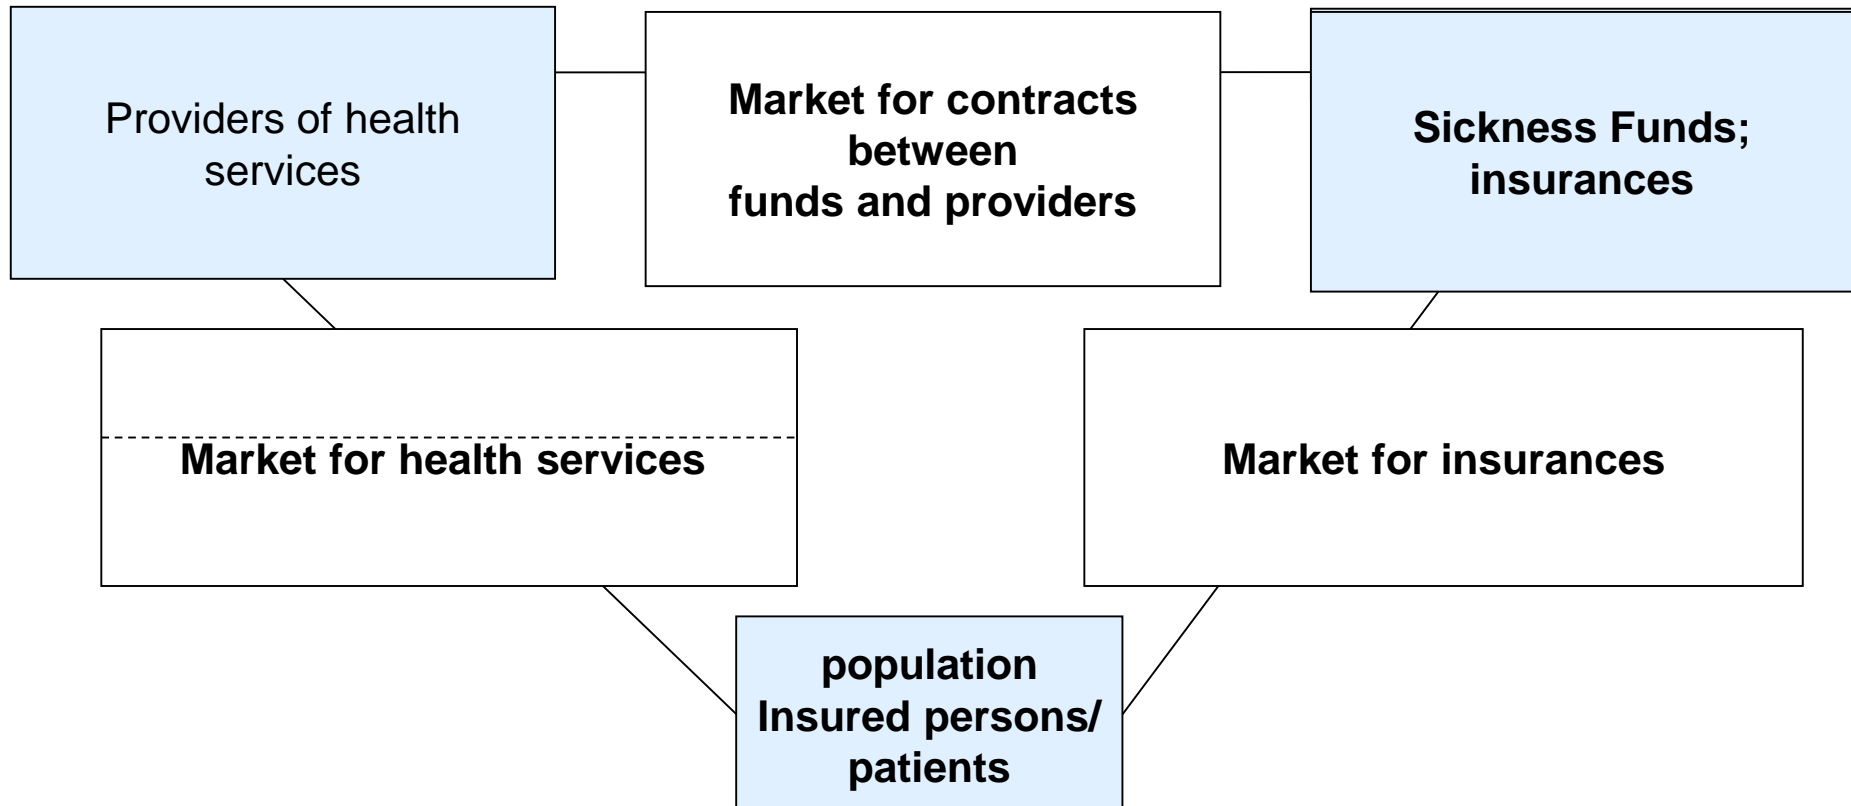 Providers of health
services
Market for contracts
between
funds and providers
Sickness Funds;
insurances
Market for health services
Market for insurances
population
Insured persons/
patients